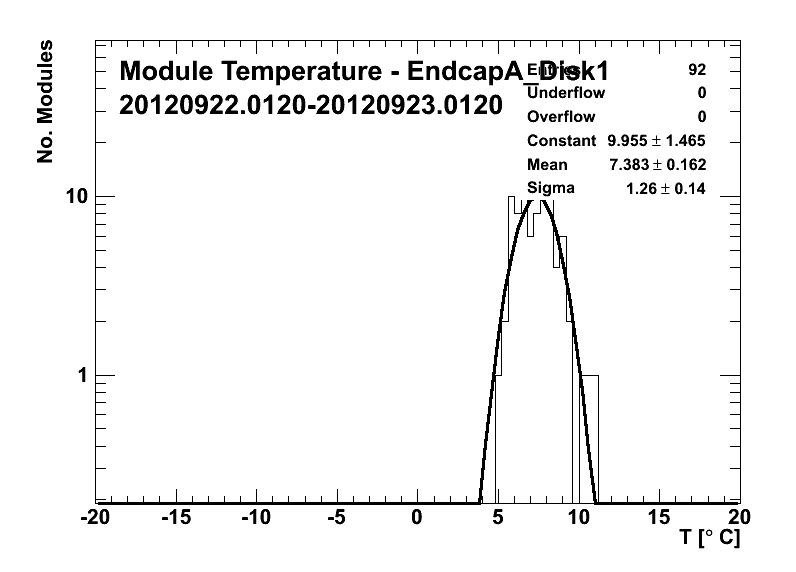 No. Modules
Module Temperature - EndcapA_Disk1
20120922.0120-20120923.0120
Entries 92
Underflow 0
Overflow 0
Constant 9.955 ± 1.465
Mean 7.383 ± 0.162
Sigma 1.26 ± 0.14
10
1
-20 -15 -10 -5 0 5 10 15 20
T [° C]